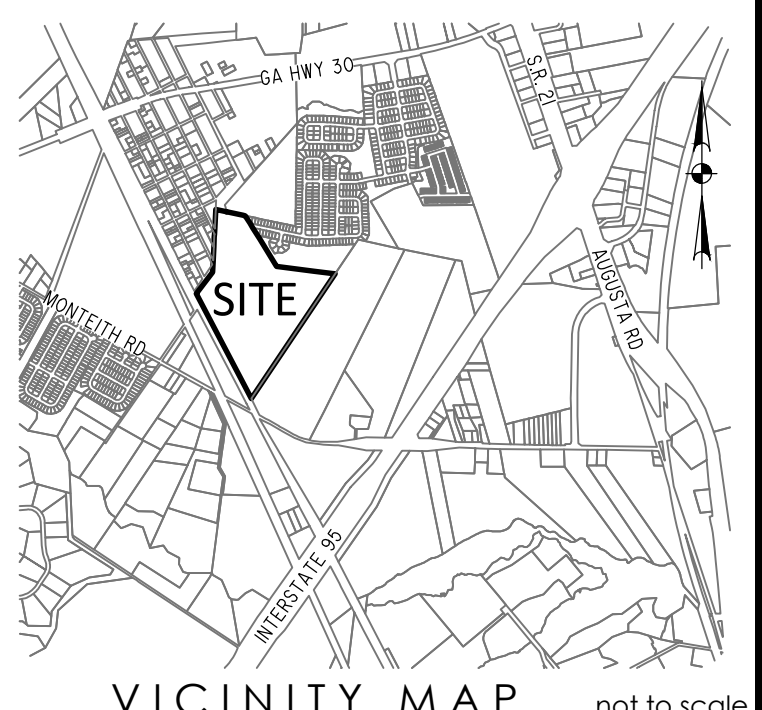 GA HWY 30
S.R. 21
SITE
AUGUSTA RD
MONTEITH RD
INTERSTATE 95
VICINITY MAP
not to scale